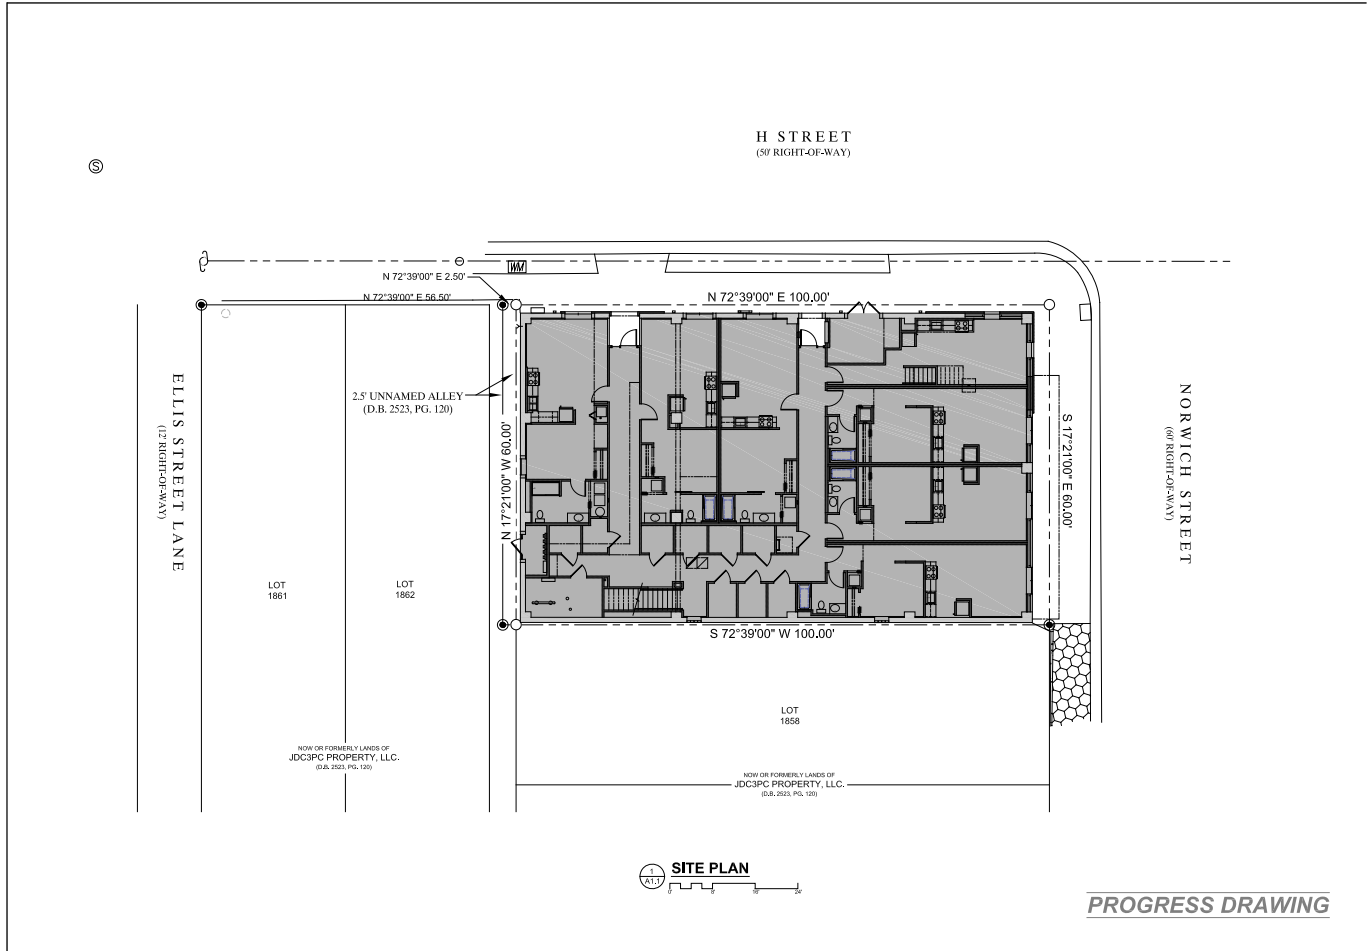 H STREET
(50' RIGHT-OF-WAY)
S
WM
N 72°39'00" E 2.50'
N 72°39'00" E 56.50'
N 72°39'00" E 100.00'
2.5' UNNAMED ALLEY
(D.B. 2523, PG. 120)
ELLIS STREET LANE
(12' RIGHT-OF-WAY)
N 17°21'00" W 60.00'
S 17°21'00" E 60.00'
NORWICH STREET
(60' RIGHT-OF-WAY)
LOT
1861
LOT
1862
S 72°39'00" W 100.00'
LOT
1858
NOW OR FORMERLY LANDS OF
JDC3PC PROPERTY, LLC.
(D.B. 2523, PG. 120)
NOW OR FORMERLY LANDS OF
JDC3PC PROPERTY, LLC.
(D.B. 2523, PG. 120)
1
A1.1
SITE PLAN
0' 8' 16' 24'
PROGRESS DRAWING